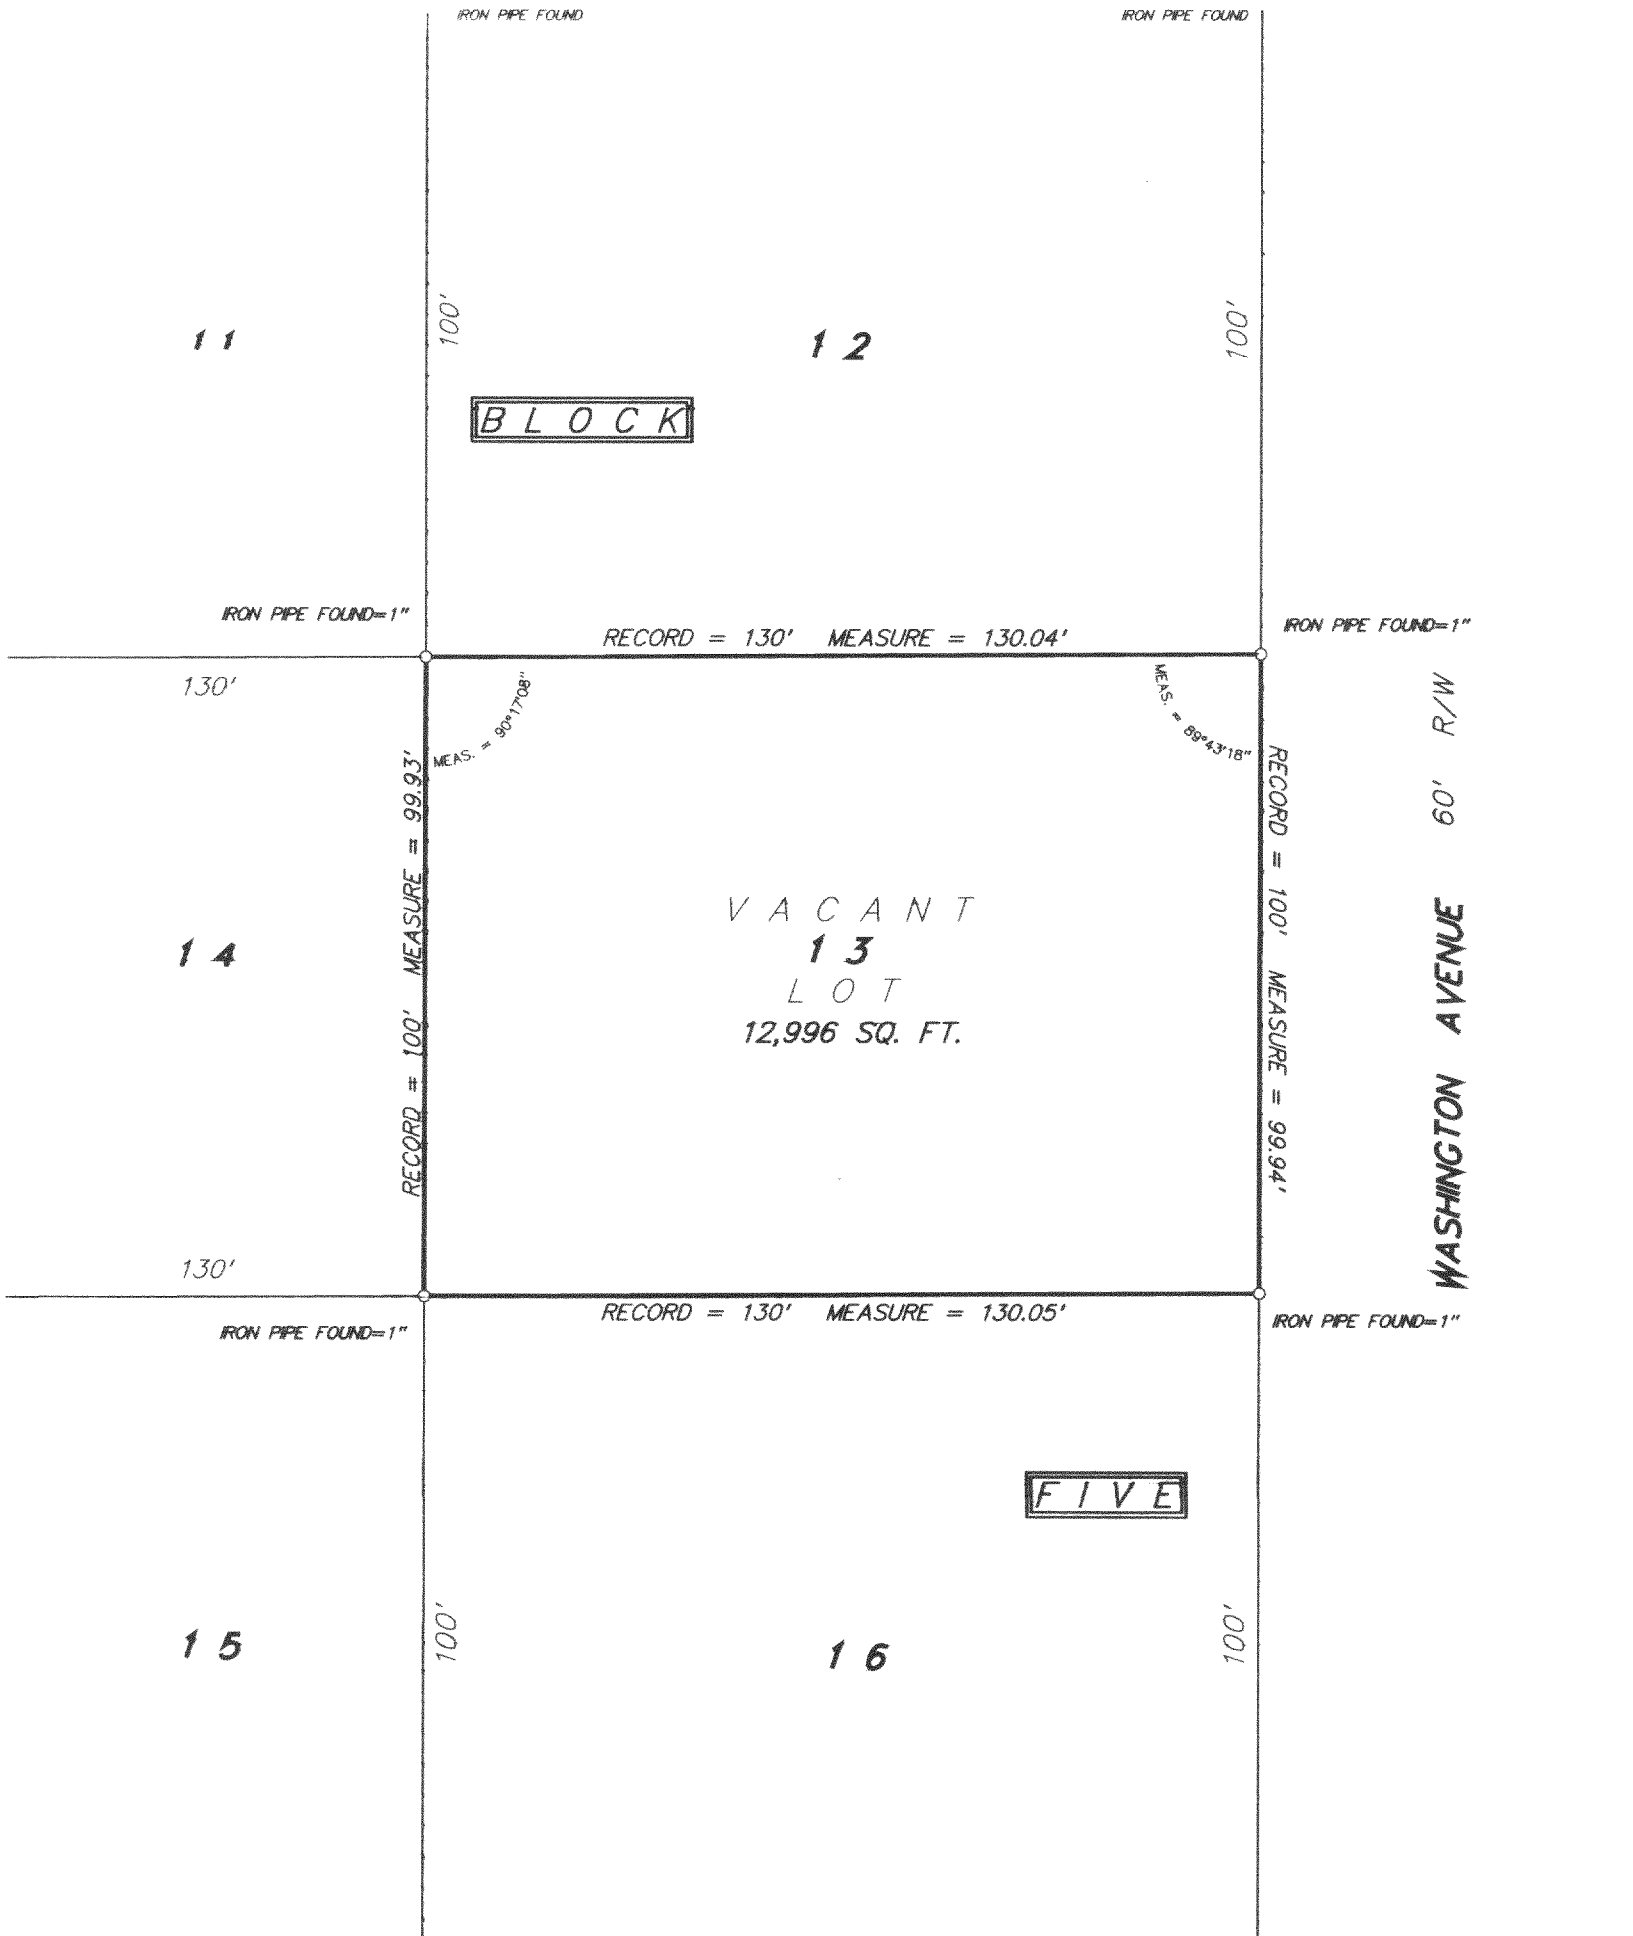 IRON PIPE FOUND
IRON PIPE FOUND
100'
100'
11
12
BLOCK
IRON PIPE FOUND=1"
IRON PIPE FOUND=1"
RECORD = 130' MEASURE = 130.04'
130'
MEAS. = 90°17'08"
MEAS. = 89°43'18"
RECORD = 100' MEASURE = 99.93'
RECORD = 100' MEASURE = 99.94'
WASHINGTON AVENUE 60' R/W
VACANT
14
13
LOT
12,996 SQ. FT.
130'
RECORD = 130' MEASURE = 130.05'
IRON PIPE FOUND=1"
IRON PIPE FOUND=1"
FIVE
100'
100'
15
16